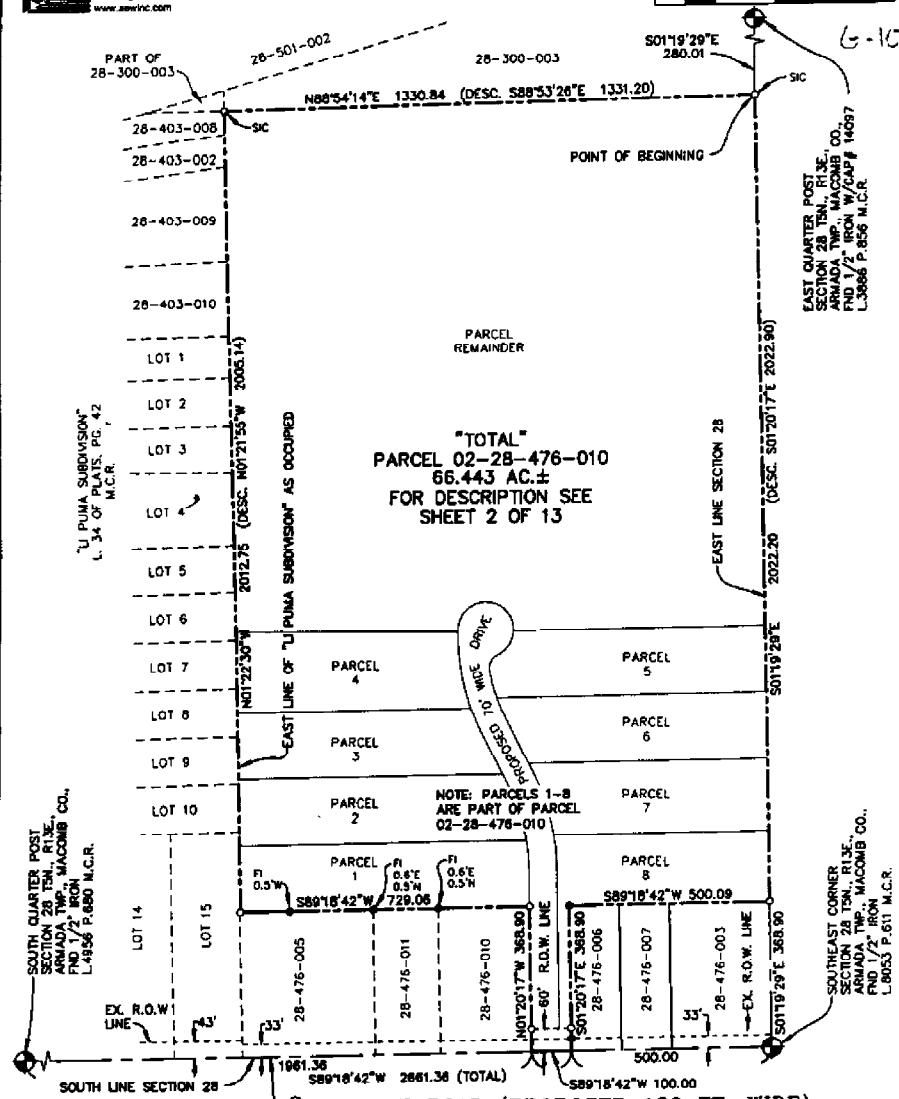 www.aewinc.com
G-10
PART OF
28-300-003
28-501-002
28-300-003
S01°19'29"E
280.01
SIC
N88°54'14"E 1330.84 (DESC. S88°53'26"E 1331.20)
28-403-008
SIC
28-403-002
POINT OF BEGINNING
28-403-009
28-403-010
EAST QUARTER POST
SECTION 28 T5N., R13E.,
ARMADA TWP., MACOMB CO.,
FND 1/2" IRON W/CAP# 14097
L.3886 P.856 M.C.R.
PARCEL
REMAINDER
LOT 1
LOT 2
LOT 3
LOT 4
LOT 5
LOT 6
LOT 7
LOT 8
LOT 9
LOT 10
"LI PUMA SUBDIVISION"
L. 34 OF PLATS, PG. 42
M.C.R.
N01°22'30"W 2012.75 (DESC. N01°21'55"W 2005.14)
EAST LINE OF "LI PUMA SUBDIVISION" AS OCCUPIED
"TOTAL"
PARCEL 02-28-476-010
66.443 AC.±
FOR DESCRIPTION SEE
SHEET 2 OF 13
EAST LINE SECTION 28
S01°19'29"E 2022.20 (DESC. S01°20'17"E 2022.90)
PROPOSED 70' WIDE DRIVE
PARCEL
4
PARCEL
5
PARCEL
3
PARCEL
6
PARCEL
2
NOTE: PARCELS 1-8
ARE PART OF PARCEL
02-28-476-010
PARCEL
7
PARCEL
1
PARCEL
8
FI
0.5'W
FI
0.6'E
0.5'N
FI
0.6'E
0.5'N
S89°18'42"W 729.06
S89°18'42"W 500.09
SOUTH QUARTER POST
SECTION 28 T5N., R13E.,
ARMADA TWP., MACOMB CO.,
FND 1/2" IRON
L.4956 P.680 M.C.R.
LOT 14
LOT 15
28-476-005
28-476-011
28-476-010
N01°20'17"W 368.90
60' R.O.W. LINE
S01°20'17"E 368.90
28-476-006
28-476-007
28-476-003
EX. R.O.W. LINE
S01°19'29"E 368.90
SOUTHEAST CORNER
SECTION 28 T5N., R13E.,
ARMADA TWP., MACOMB CO.,
FND 1/2" IRON
L.8053 P.611 M.C.R.
EX. R.O.W
LINE
43'
33'
33'
1961.36
S89°18'42"W 2661.36 (TOTAL)
500.00
SOUTH LINE SECTION 28
S89°18'42"W 100.00